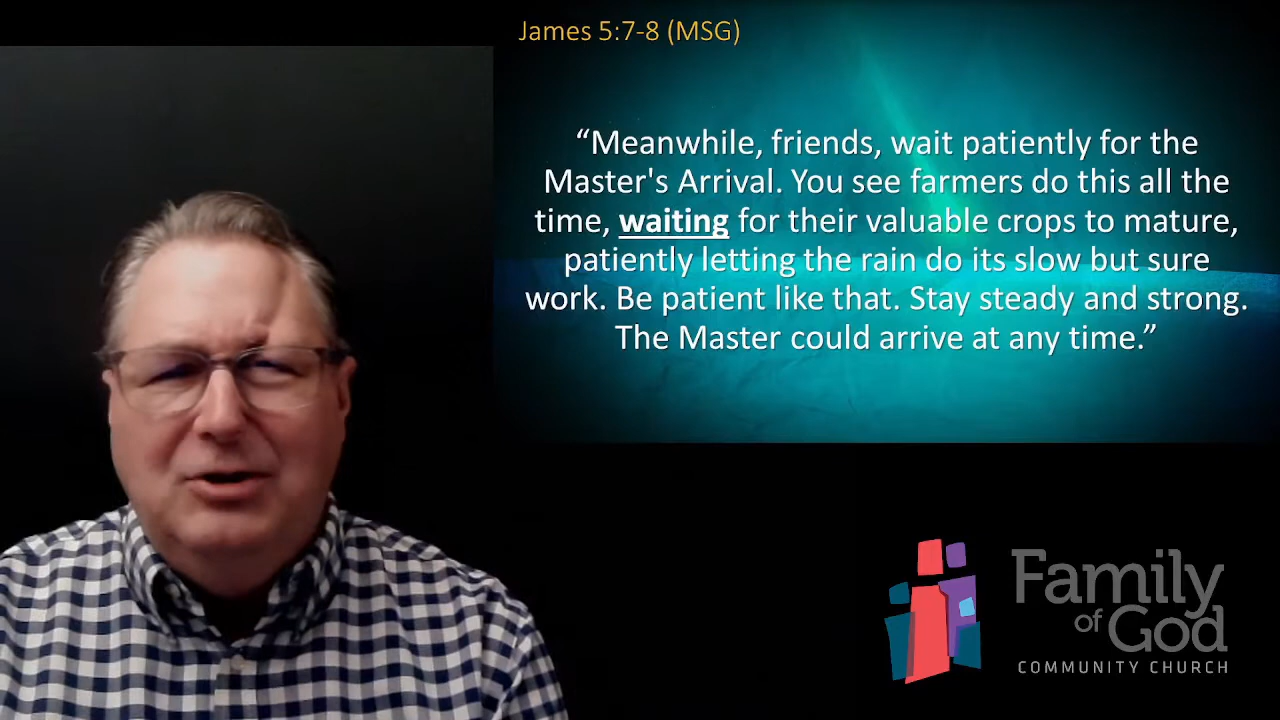 James 5:7-8 (MSG)
“Meanwhile, friends, wait patiently for the
Master's Arrival. You see farmers do this all the
time, waiting for their valuable crops to mature,
patiently letting the rain do its slow but sure
work. Be patient like that. Stay steady and strong.
The Master could arrive at any time.”
Family
of God
COMMUNITY CHURCH